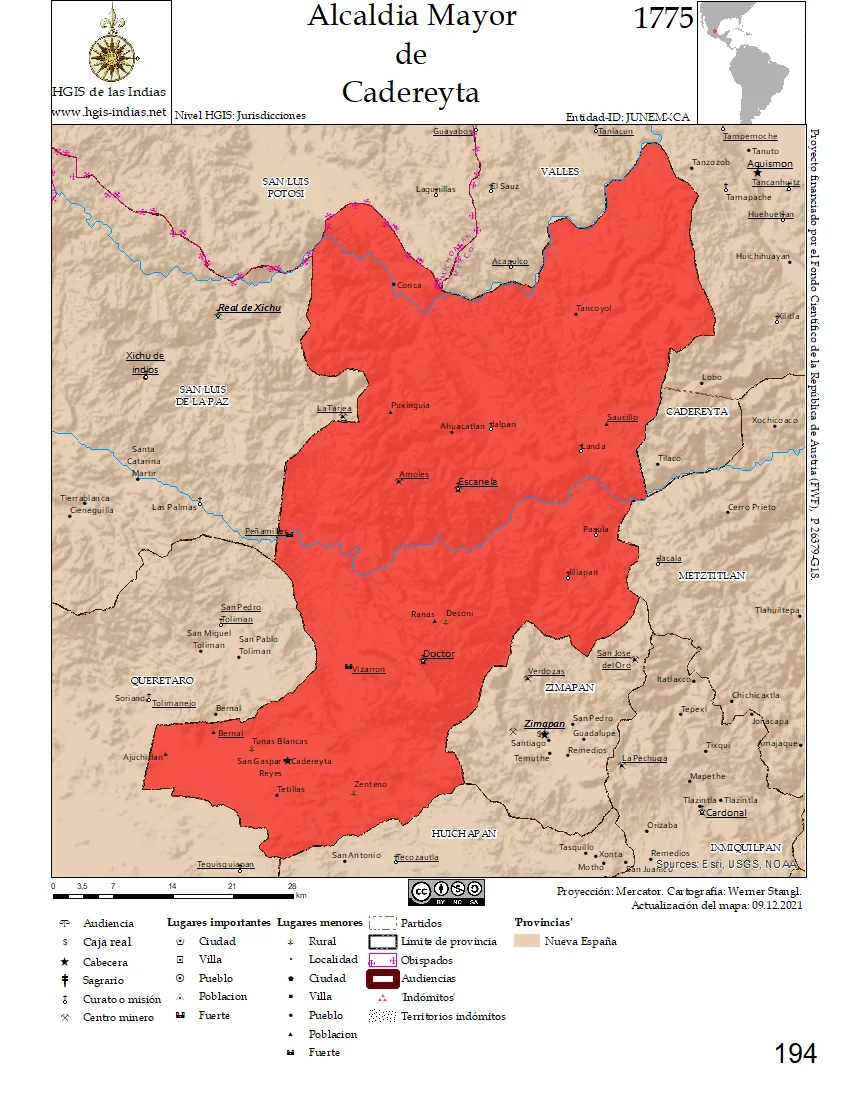 Alcaldia Mayor
de
Cadereyta
1775
HGIS de las Indias
www.hgis-indias.net
Nivel HGIS: Jurisdicciones
Entidad-ID: JUNEMXCA
Guayabos
Tanlacun
Tampemoche
Tanuto
Tanzozob
Aquismon
Tancanhuitz
Tamapache
Huehuetlan
Huichihuayan
Xilitla
VALLES
SAN LUIS
POTOSI
Lagunillas
El Sauz
Acapulco
Conca
Real de Xichu
Tancoyol
Xichu de
indios
SAN LUIS
DE LA PAZ
La Tarjea
Puxinguia
Ahuacatlan
Jalpan
Saucillo
Lobo
CADEREYTA
Xochicoaco
Landa
Tilaco
Santa
Catarina
Martir
Amoles
Escanela
Tierrablanca
Cieneguilla
Las Palmas
Cerro Prieto
Peñamiller
Pacula
Jacala
Jiliapan
METZTITLAN
San Pedro
Toliman
San Miguel
Toliman
San Pablo
Toliman
Ranas
Deconi
Tlahuiltepa
Doctor
Vizarron
San Jose
del Oro
Verdozas
ZIMAPAN
Itatlaxco
QUERETARO
Soriano
Tolimanejo
Bernal
Chichicaxtla
Tepexi
Jonacapa
Bernal
Tunas Blancas
Zimapan
San Pedro
Guadalupe
Santiago
Temuthe
Remedios
Tixqui
Amajaque
Ajuchitlan
San Gaspar
Reyes
Cadereyta
La Pechuga
Mapethe
Tetillas
Zenteno
Tlazintla
Tlazintla
Cardonal
Orizaba
HUICHAPAN
IXMIQUILPAN
Tequisquiapan
San Antonio
Tecozautla
Tasquillo
Xonta
Motho
Remedios
San Juanico
Sources: Esri, USGS, NOAA
Proyecto financiado por el Fondo Científico de la República de Austria (FWF), P 26379-G18.
0 3,5 7 14 21 28
km
CC BY NC SA
Proyección: Mercator. Cartografía: Werner Stangl.
Actualización del mapa: 09.12.2021
Audiencia
Caja real
Cabecera
Sagrario
Curato o misión
Centro minero
Lugares importantes
Ciudad
Villa
Pueblo
Poblacion
Fuerte
Lugares menores
Rural
Localidad
Ciudad
Villa
Pueblo
Poblacion
Fuerte
Partidos
Límite de provincia
Obispados
Audiencias
'Indómitos'
Territorios indómitos
'Provincias'
Nueva España
194